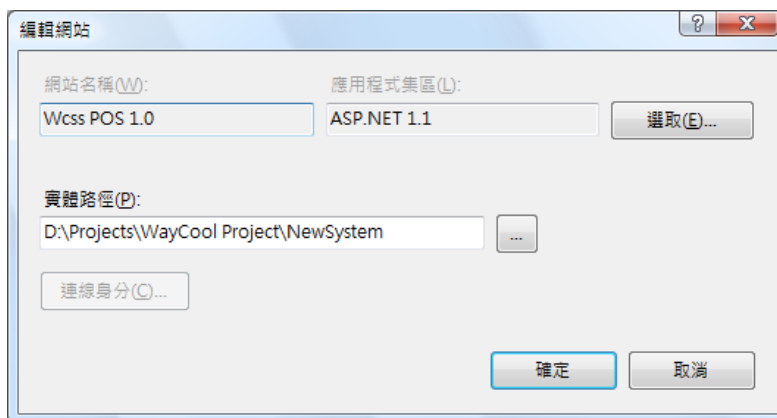 編輯網站
網站名稱(W): 應用程式集區(L):
Wcss POS 1.0 ASP.NET 1.1 選取(E)...
實體路徑(P):
D:\Projects\WayCool Project\NewSystem ...
連線身分(C)...
確定 取消